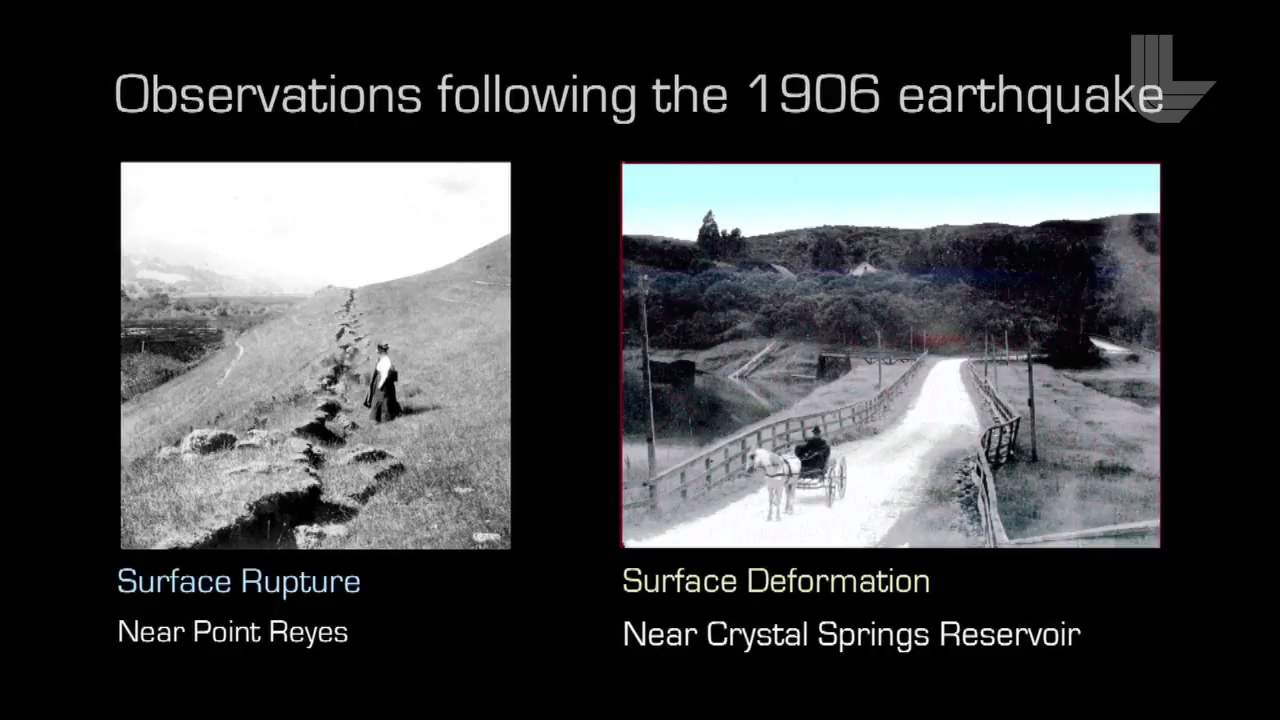 Observations following the 1906 earthquake
Surface Rupture
Near Point Reyes
Surface Deformation
Near Crystal Springs Reservoir